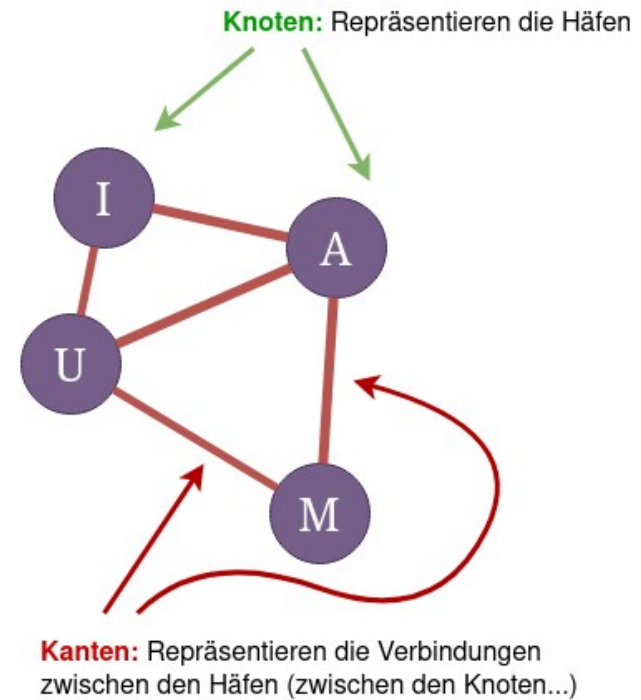 Knoten: Repräsentieren die Häfen
I
A
U
M
Kanten: Repräsentieren die Verbindungen
zwischen den Häfen (zwischen den Knoten...)